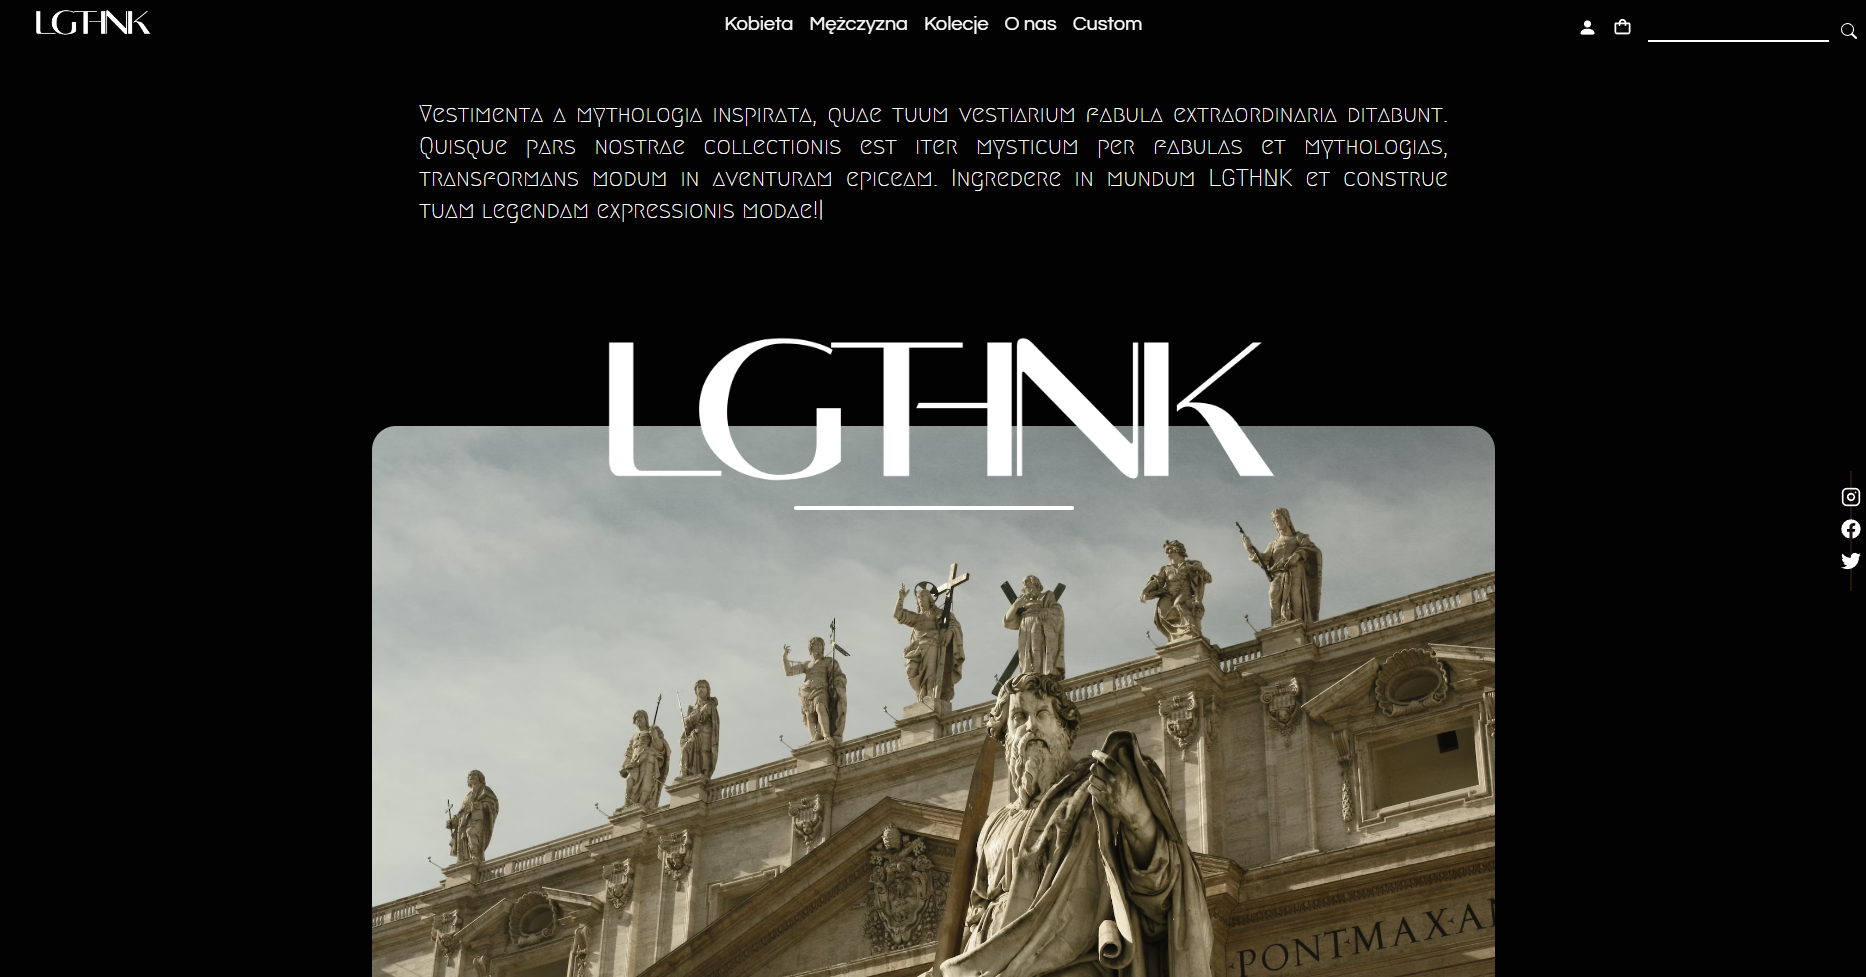 LGTHNK
Kobieta Mężczyzna Kolecje O nas Custom
Vestimenta a mythologia inspirata, quae tuum vestiarium fabula extraordinaria ditabunt.
Quisque pars nostrae collectionis est iter mysticum per fabulas et mythologias,
transformans modum in aventuram epiceam. Ingredere in mundum LGTHNK et construe
tuam legendam expressionis modae!|
LGTHNK
PONT·MAX·A